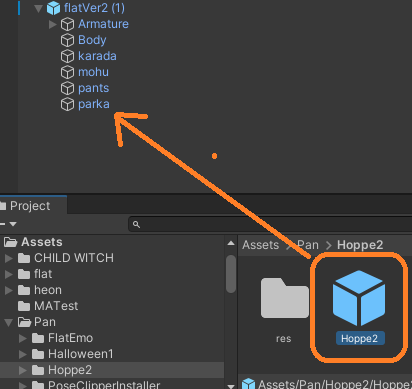 flatVer2 (1)
Armature
Body
karada
mohu
pants
parka
Project
Assets
CHILD WITCH
flat
heon
MATest
Pan
FlatEmo
Halloween1
Hoppe2
PoseClipperInstaller
Assets > Pan > Hoppe2
res
Hoppe2
Assets/Pan/Hoppe2/Hoppe